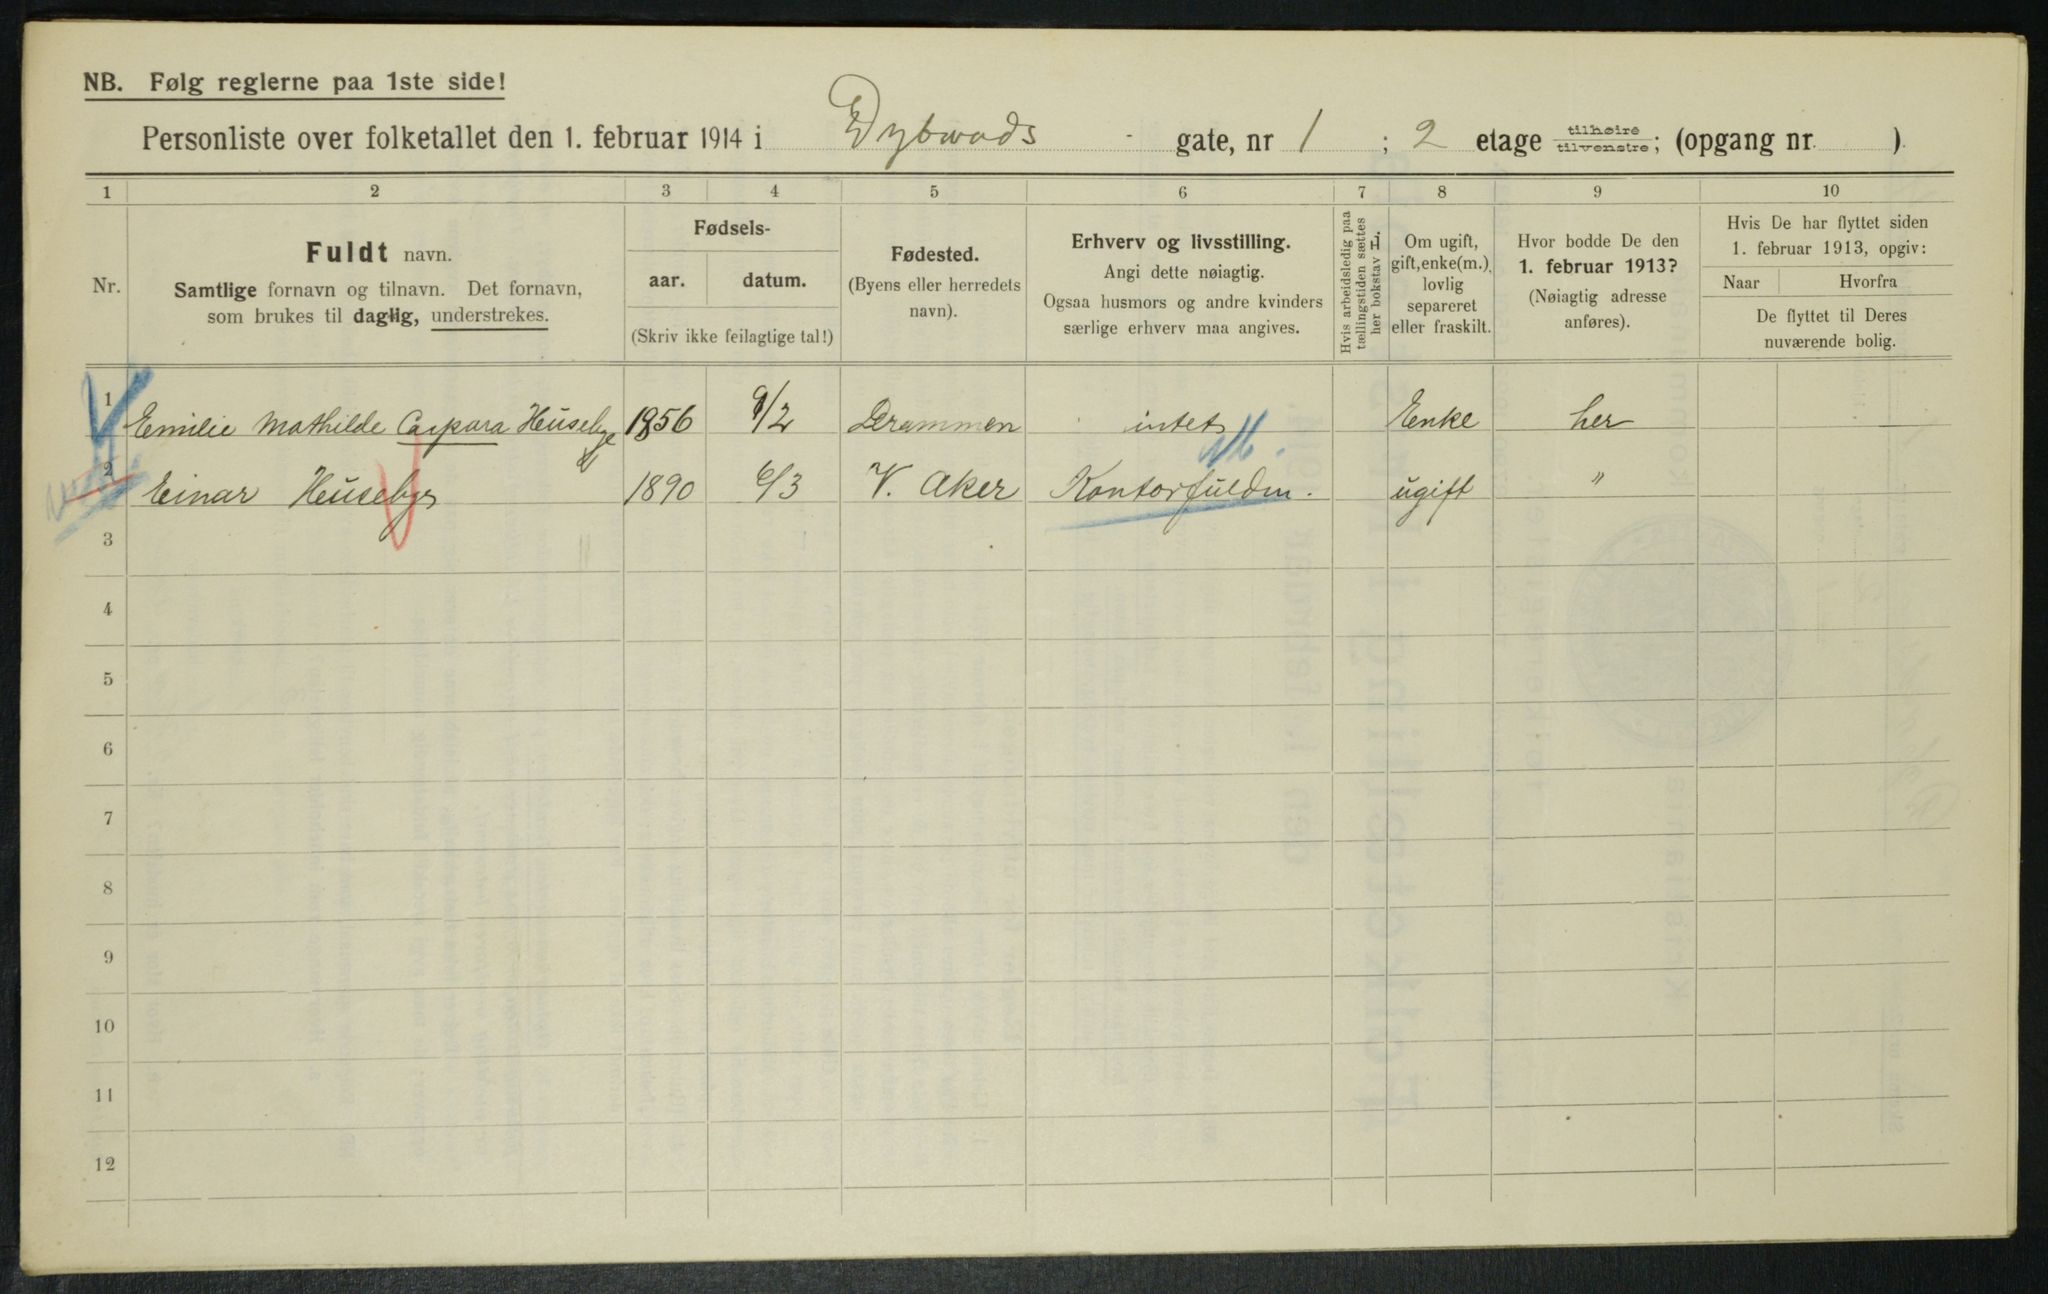 NB. Følg reglerne paa 1ste side!
Personliste over folketallet den 1. februar 1914 i Dybwads gate, nr 1 ; 2 etage tilhøire tilvenstre; (opgang nr. ).
1 2 3 4 5 6 7 8 9 10
Nr.
Fuldt navn.
Samtlige fornavn og tilnavn. Det fornavn,
som brukes til daglig, understrekes.
Fødsels-
aar. datum.
(Skriv ikke feilagtige tal!)
Fødested.
(Byens eller herredets
navn).
Erhverv og livsstilling.
Angi dette nøiagtig.
Ogsaa husmors og andre kvinders
særlige erhverv maa angives.
Hvis arbeidsledig paa
tællingstiden sættes
her bokstav L.
Om ugift,
gift, enke(m.),
lovlig
separeret
eller fraskilt.
Hvor bodde De den
1. februar 1913?
(Nøiagtig adresse
anføres).
Hvis De har flyttet siden
1. februar 1913, opgiv:
Naar Hvorfra
De flyttet til Deres
nuværende bolig.
1 Emilie Mathilde Caspara Huseby 1856 9/2 Drammen intet Enke her
2 Einar Huseby 1890 6/3 V. Aker Kontorfuldm. ugift "
3
4
5
6
7
8
9
10
11
12